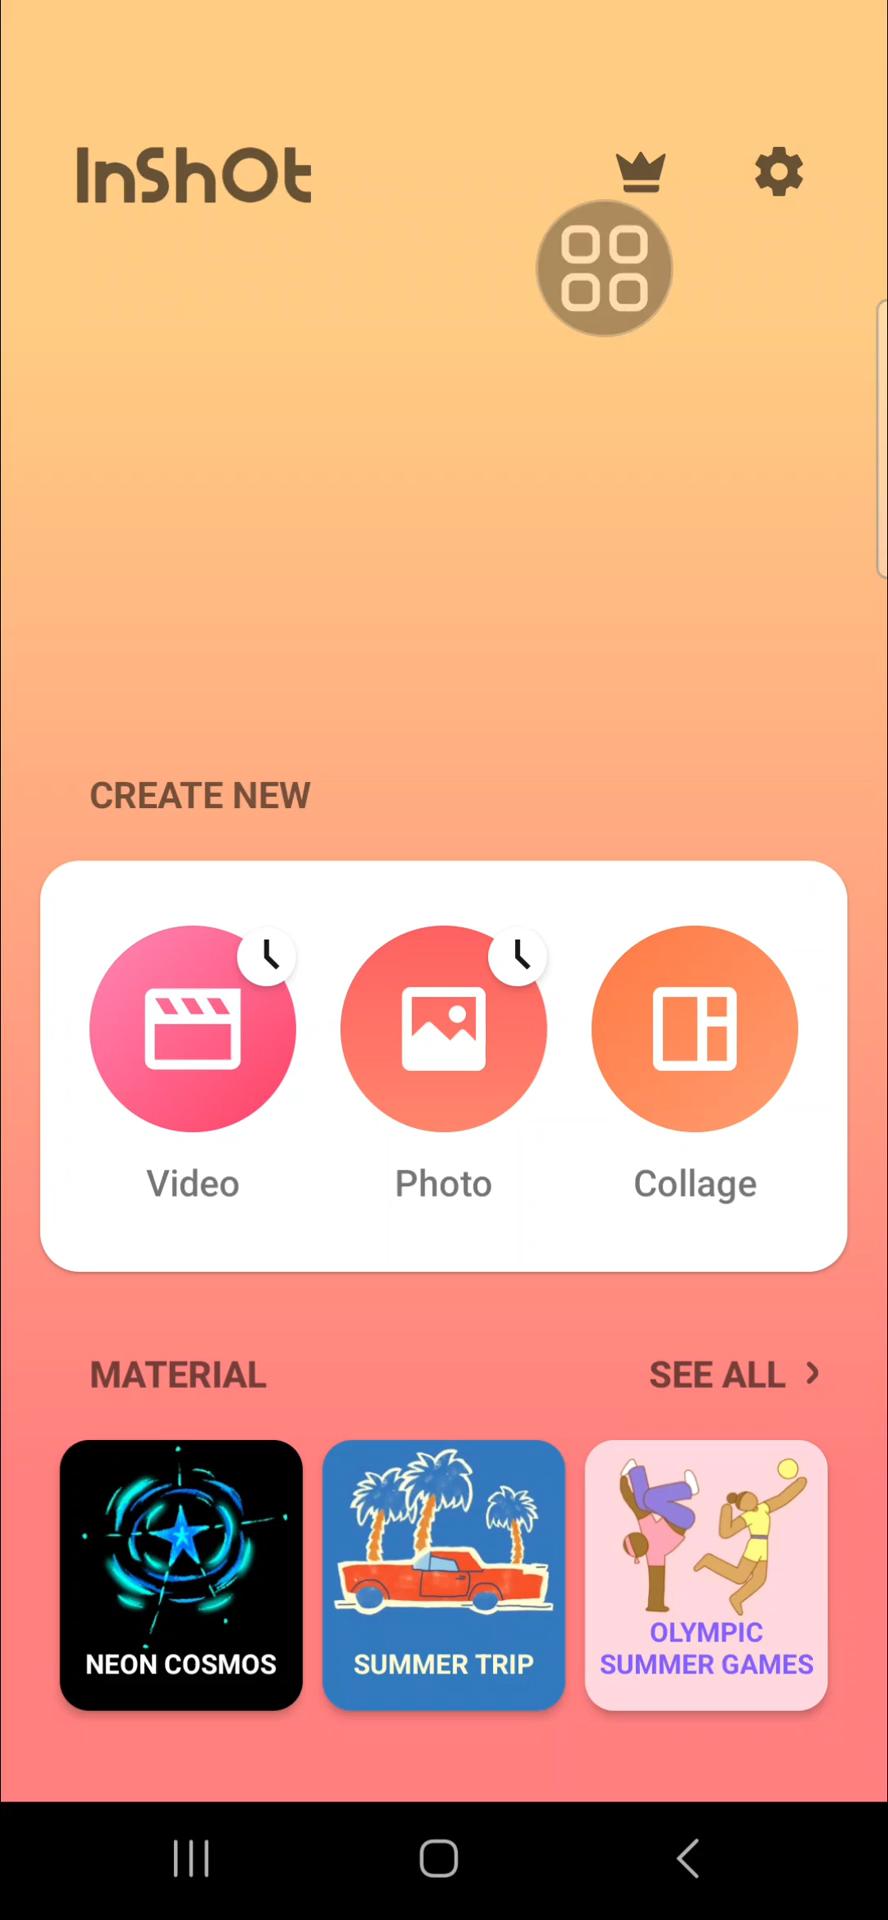 InShOt
CREATE NEW
Video
Photo
Collage
MATERIAL
SEE ALL
NEON COSMOS
SUMMER TRIP
OLYMPIC
SUMMER GAMES